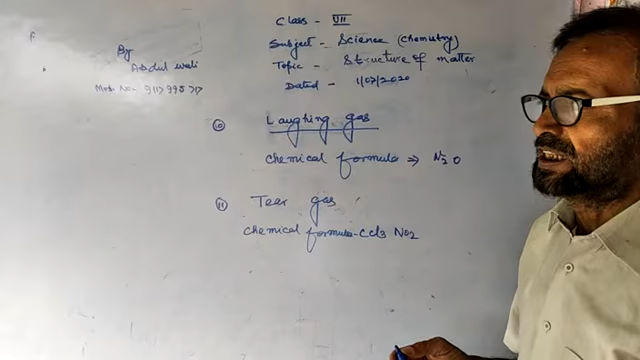 Class - VII
Subject - Science (Chemistry)
Topic - Structure of matter
Dated - 1/07/2020
By
Abdul wali
Mob No-
10 Laughing gas
chemical formula ⇒ N2O
11 Tear gas
chemical formula - CCl3 NO2